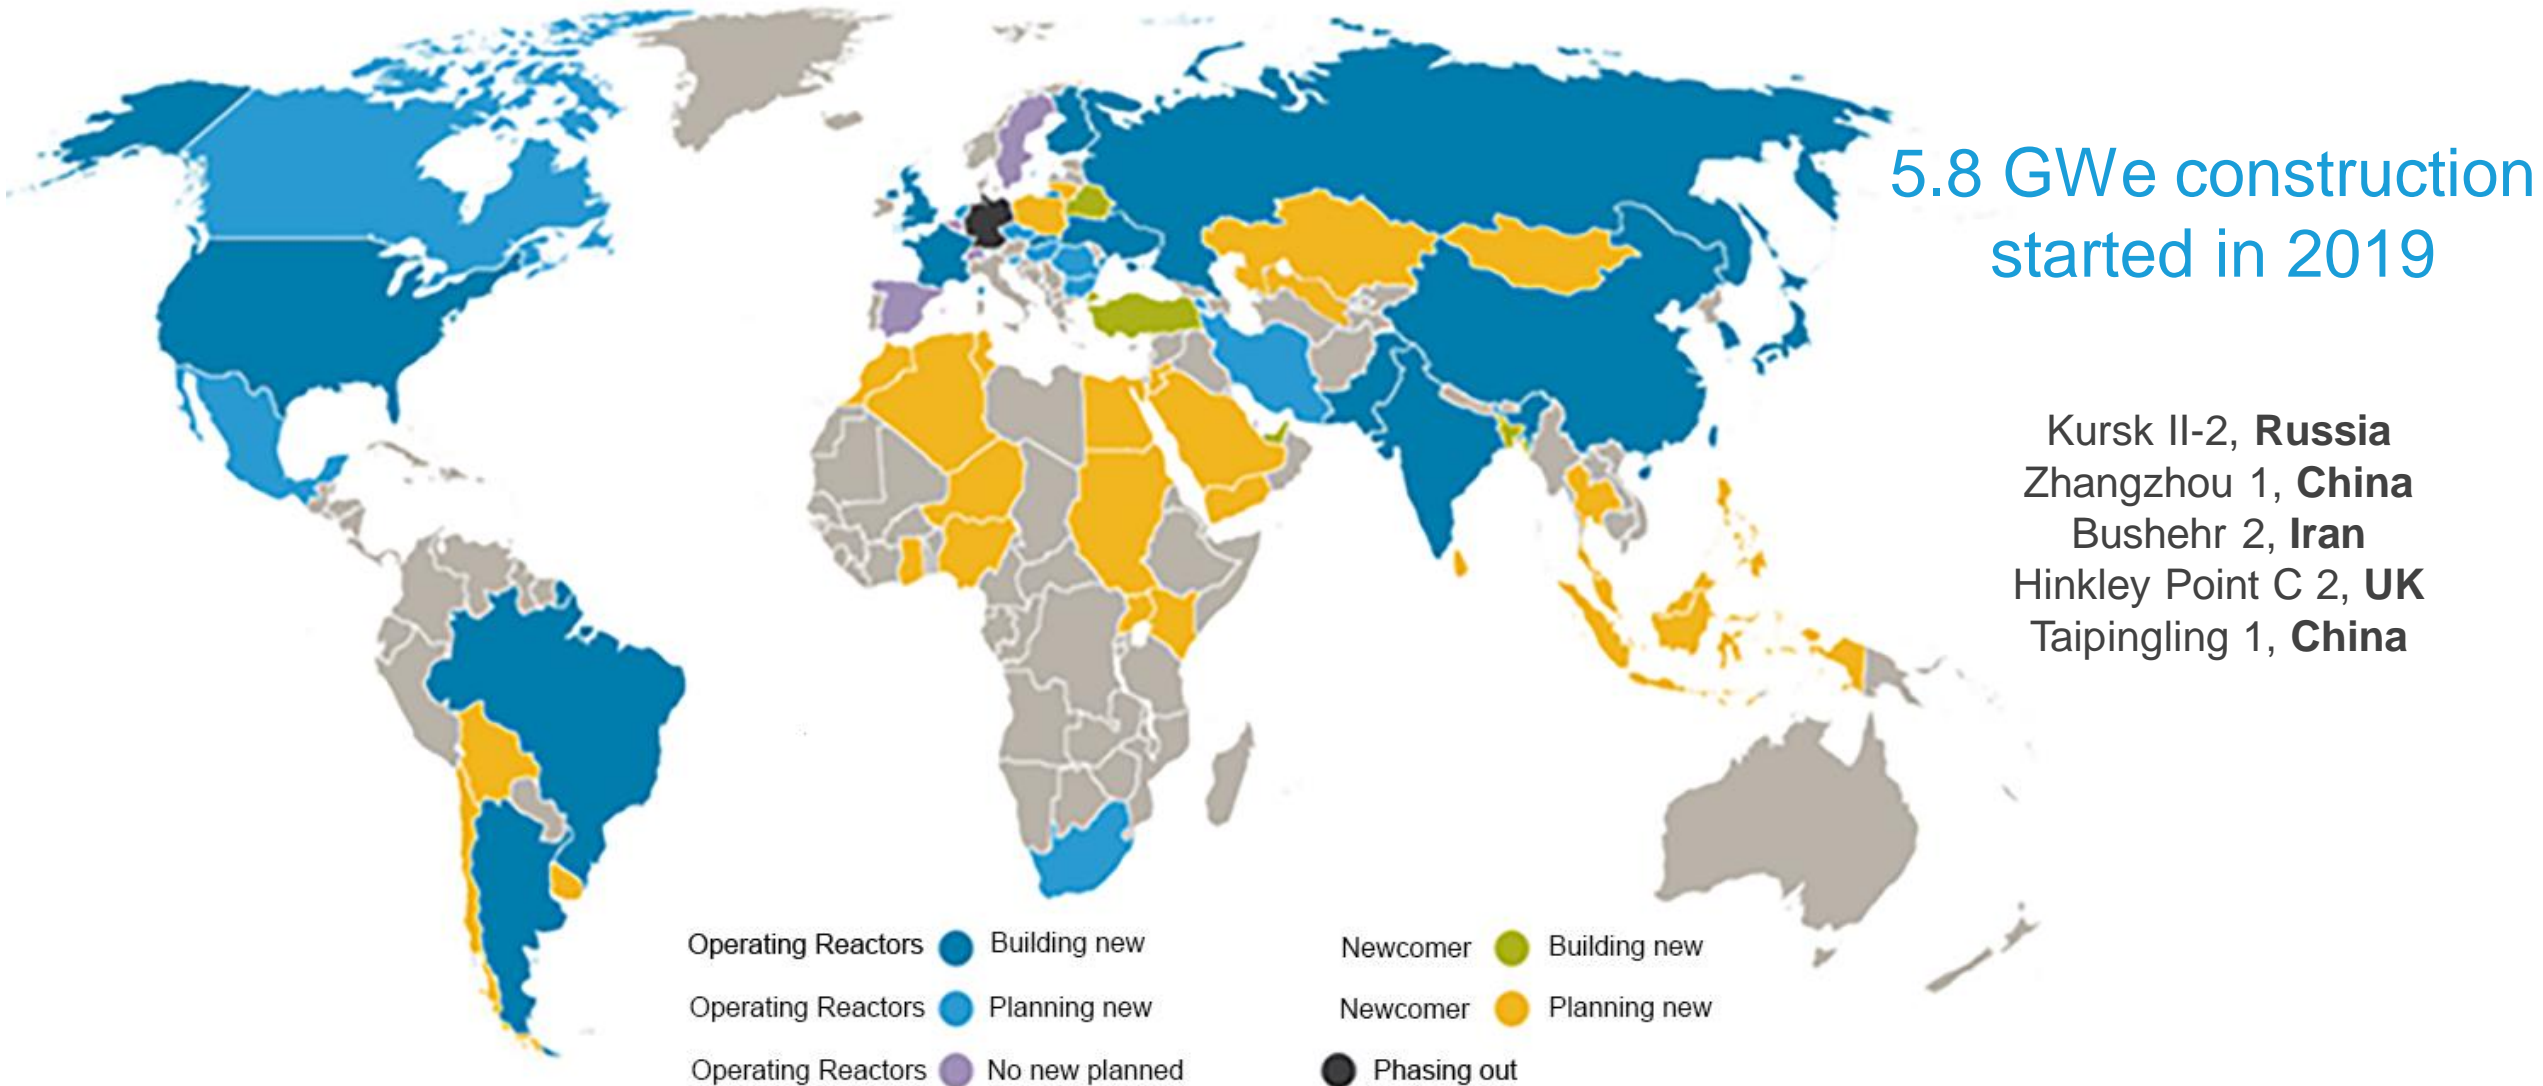 5.8 GWe construction
started in 2019
Kursk II-2, Russia
Zhangzhou 1, China
Bushehr 2, Iran
Hinkley Point C 2, UK
Taipingling 1, China
Operating Reactors Building new
Operating Reactors Planning new
Operating Reactors No new planned
Newcomer Building new
Newcomer Planning new
Phasing out